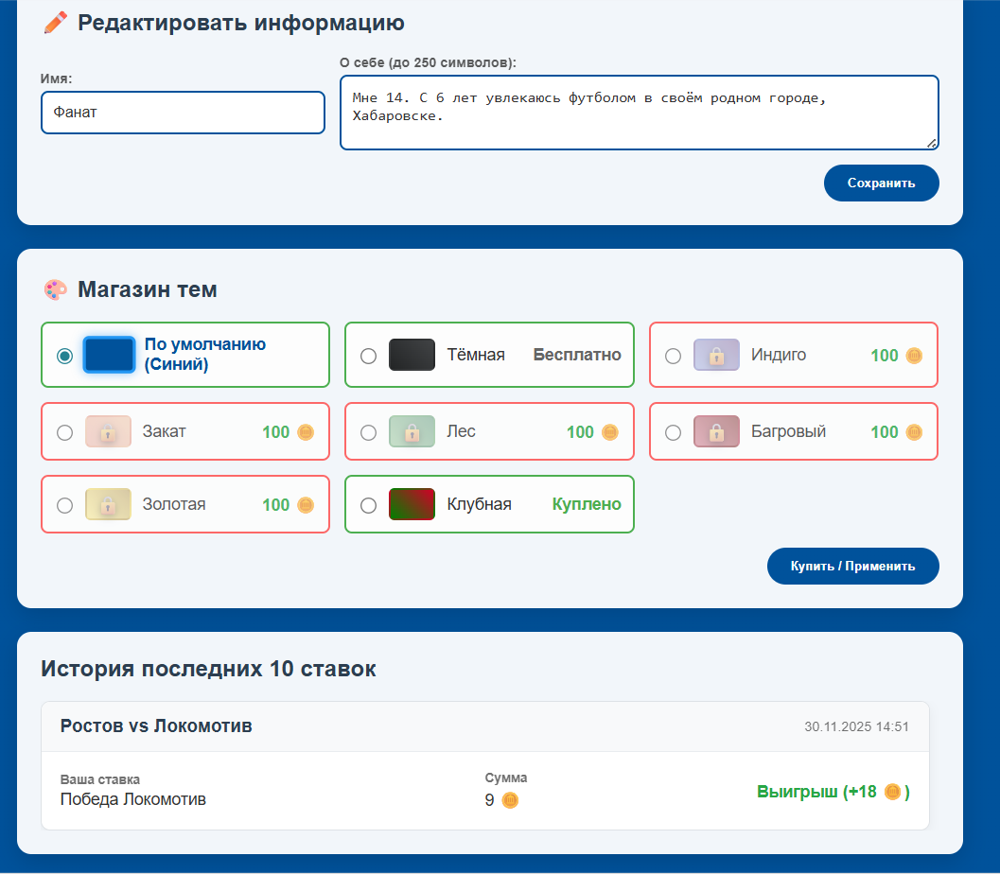 Редактировать информацию
Имя:
Фанат
О себе (до 250 символов):
Мне 14. С 6 лет увлекаюсь футболом в своём родном городе,
Хабаровске.
Сохранить
Магазин тем
По умолчанию
(Синий)
Тёмная Бесплатно
Индиго 100
Закат 100
Лес 100
Багровый 100
Золотая 100
Клубная Куплено
Купить / Применить
История последних 10 ставок
Ростов vs Локомотив 30.11.2025 14:51
Ваша ставка
Победа Локомотив
Сумма
9
Выигрыш (+18 )